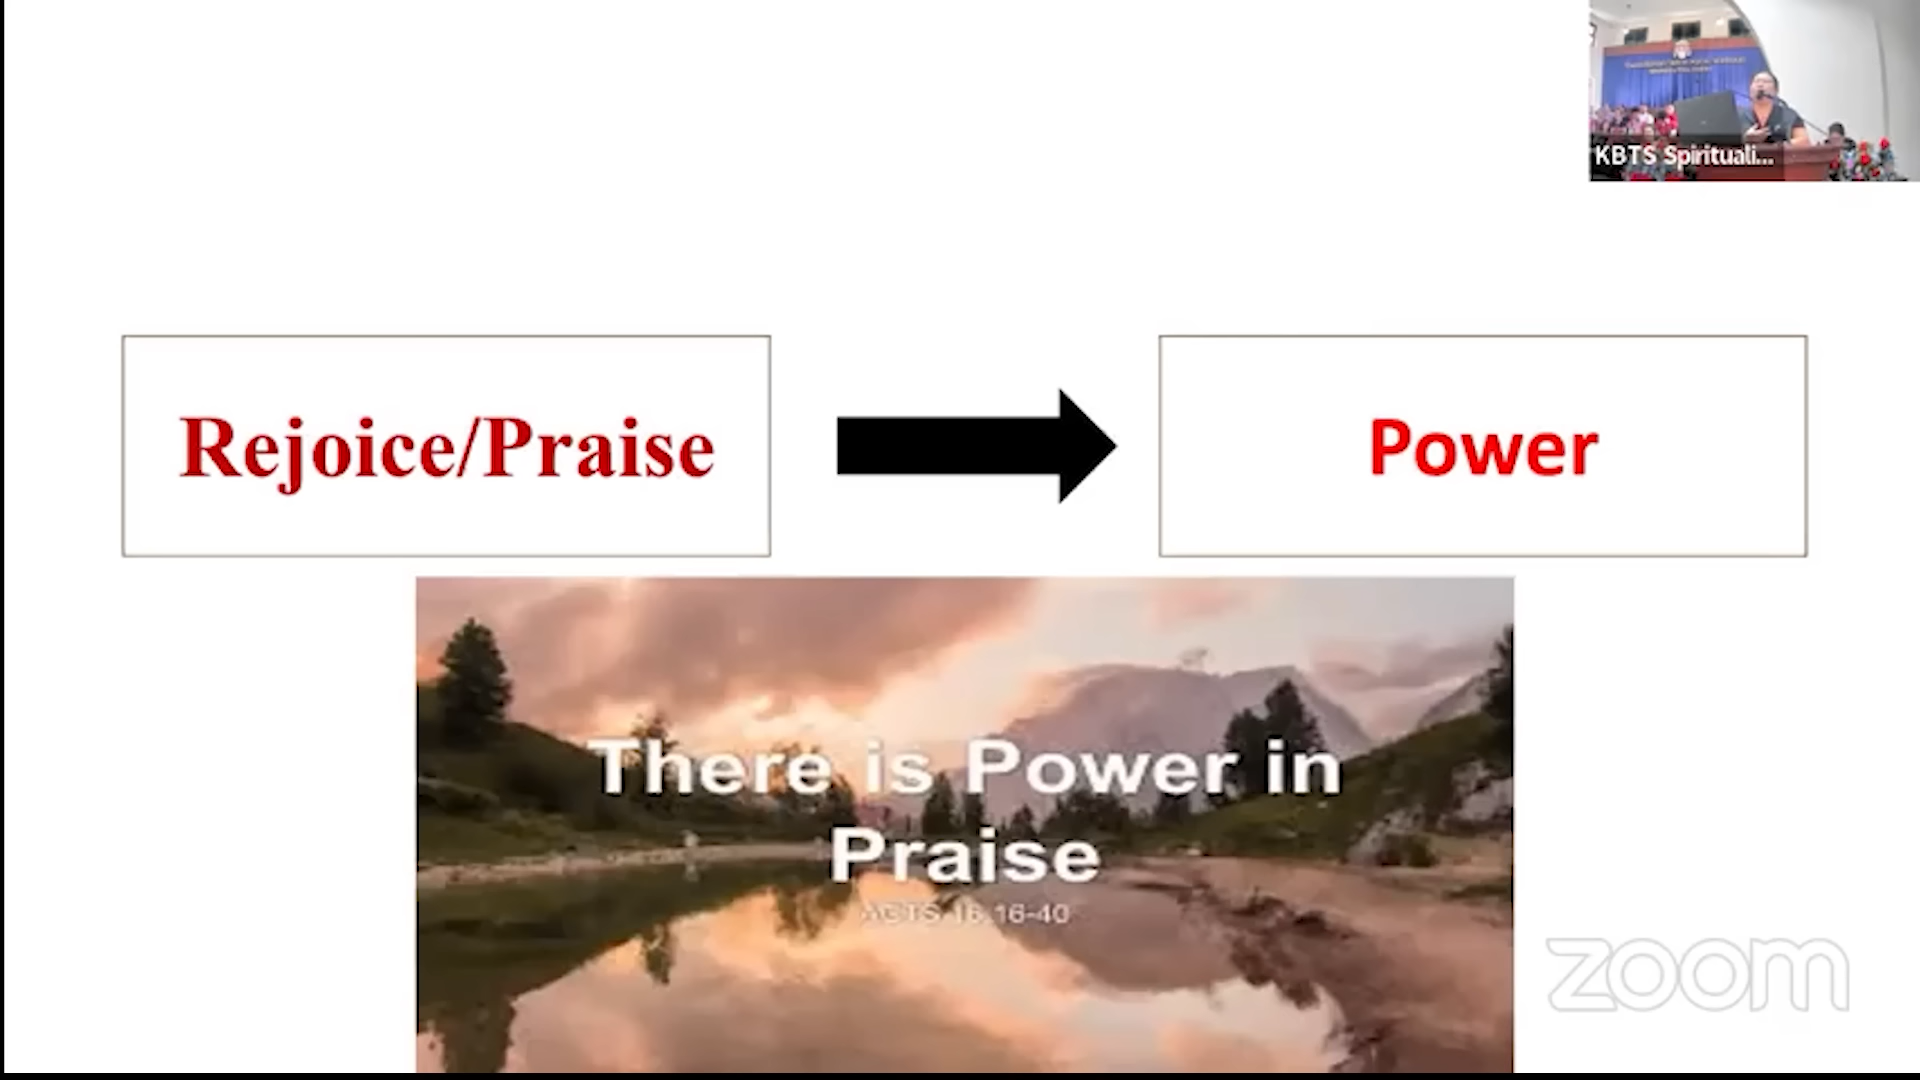 KBTS Spirituali...
Rejoice/Praise
Power
There is Power in
Praise
ACTS 16:16-40
zoom